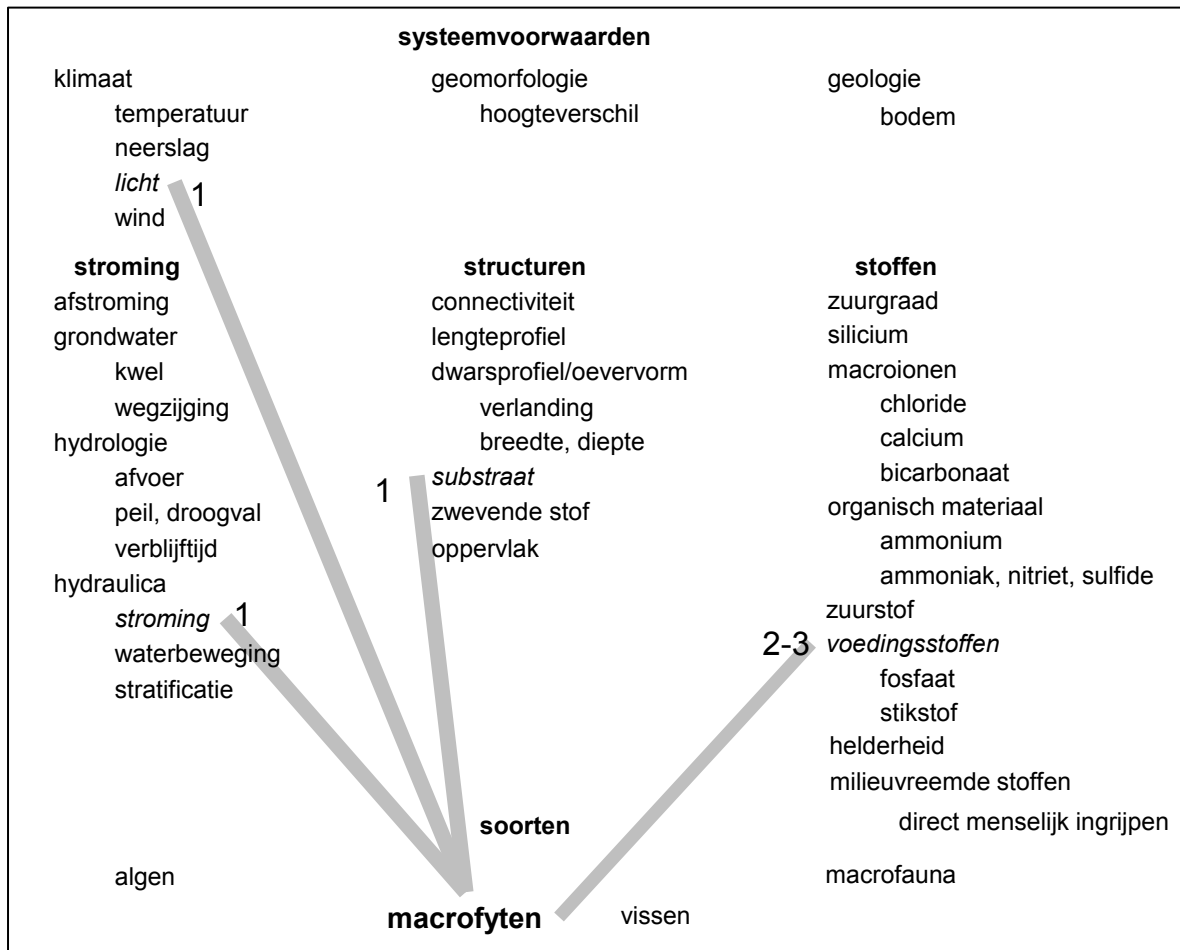 systeemvoorwaarden
klimaat geomorfologie geologie
temperatuur hoogteverschil bodem
neerslag
licht 1
wind
stroming structuren stoffen
afstroming connectiviteit zuurgraad
grondwater lengteprofiel silicium
kwel dwarsprofiel/oevervorm macroionen
wegzijging verlanding chloride
hydrologie breedte, diepte calcium
afvoer 1 substraat bicarbonaat
peil, droogval zwevende stof organisch materiaal
verblijftijd oppervlak ammonium
hydraulica ammoniak, nitriet, sulfide
stroming 1 zuurstof
waterbeweging 2-3 voedingsstoffen
stratificatie fosfaat
stikstof
helderheid
milieuvreemde stoffen
soorten direct menselijk ingrijpen
algen macrofauna
macrofyten vissen